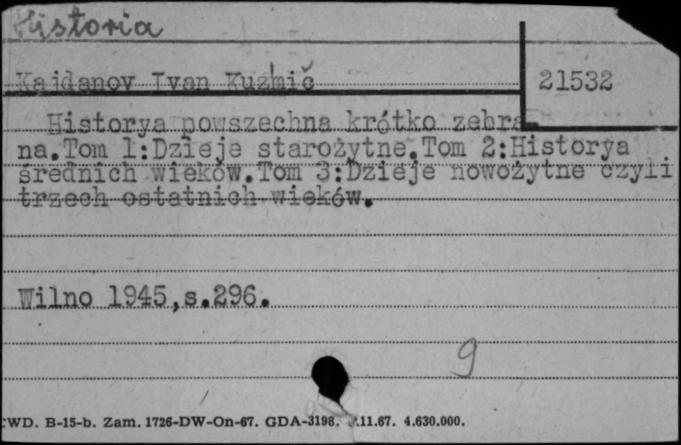 Historia
Kajdanov Ivan Kuzmič
21532
Historya powszechna krótko zebra-
na.Tom 1:Dzieje starożytne.Tom 2:Historya
średnich wieków.Tom 3:Dzieje nowożytne czyli
trzech ostatnich wieków.
Wilno 1945,s.296.
9
CWD. B-15-b. Zam. 1726-DW-On-67. GDA-3198. .11.67. 4.630.000.